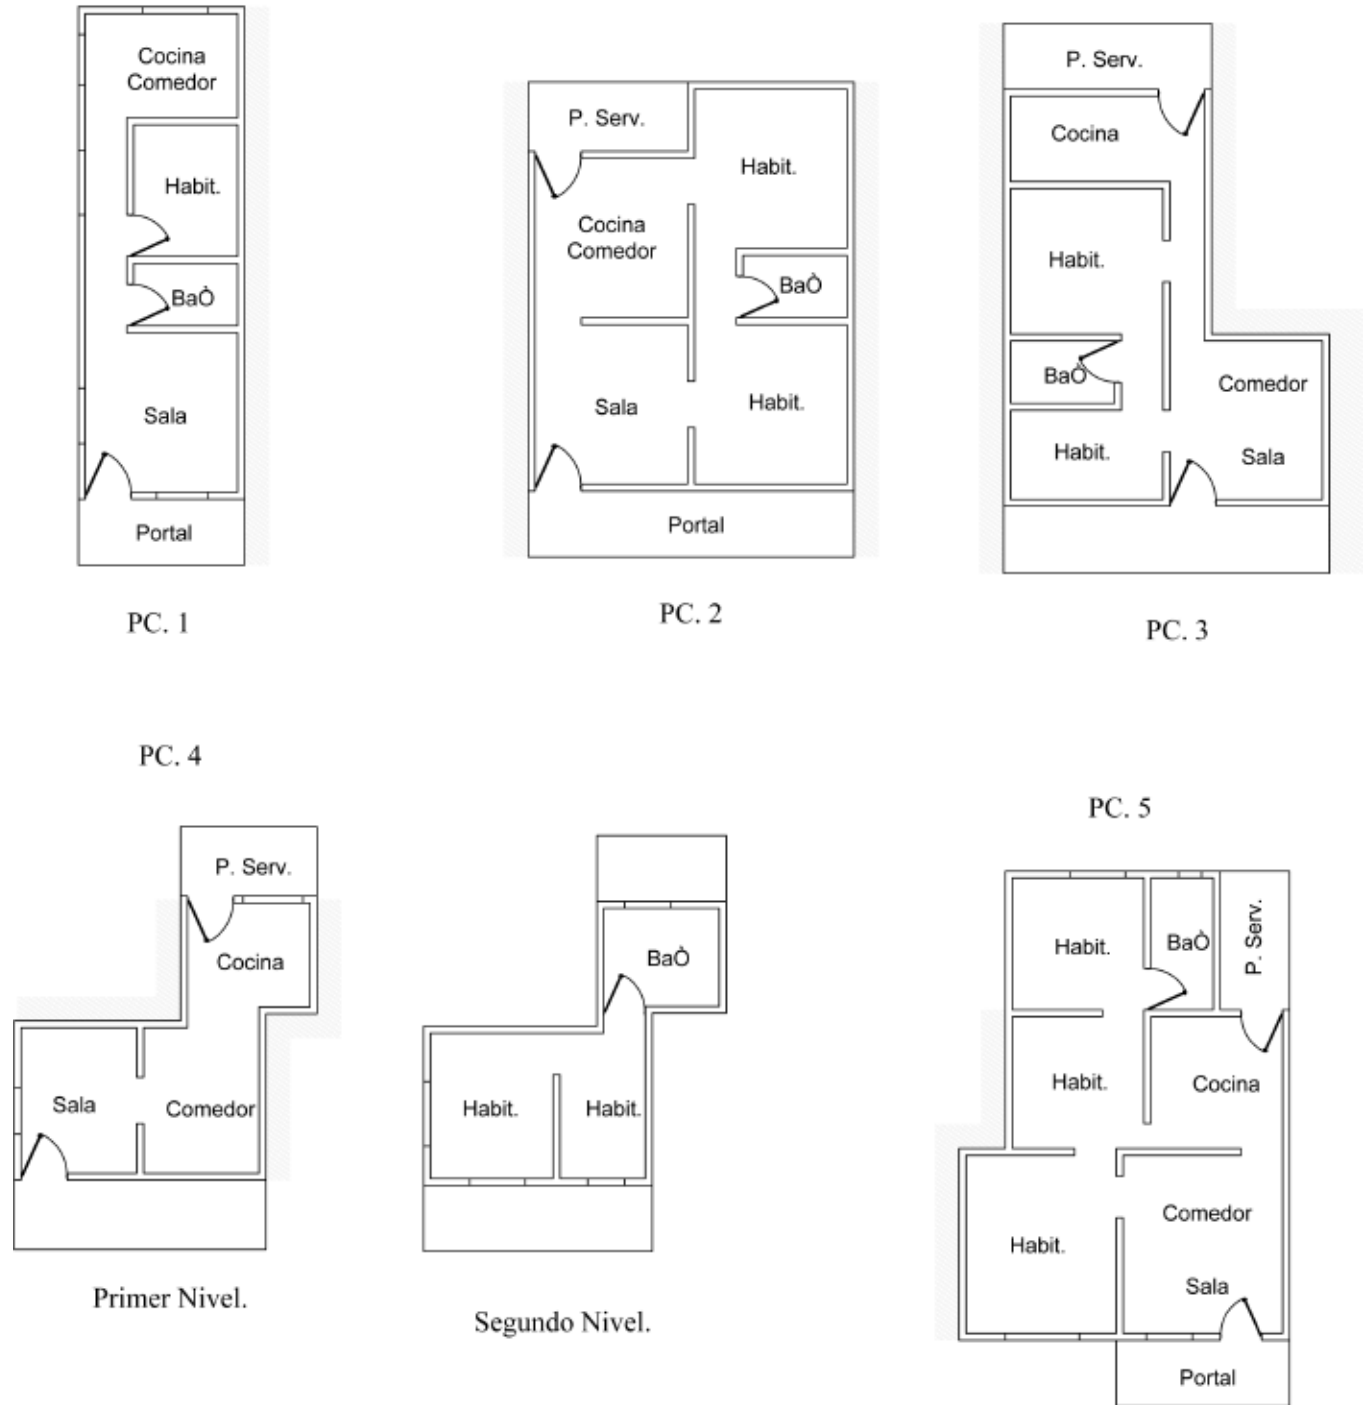 Cocina
Comedor
Habit.
BaÒ
Sala
Portal
PC. 1
P. Serv.
Habit.
Cocina
Comedor
BaÒ
Sala
Habit.
Portal
PC. 2
P. Serv.
Cocina
Habit.
BaÒ
Comedor
Habit.
Sala
PC. 3
PC. 4
P. Serv.
Cocina
Sala
Comedor
Primer Nivel.
BaÒ
Habit.
Habit.
Segundo Nivel.
PC. 5
Habit.
BaÒ
P. Serv.
Habit.
Cocina
Comedor
Habit.
Sala
Portal